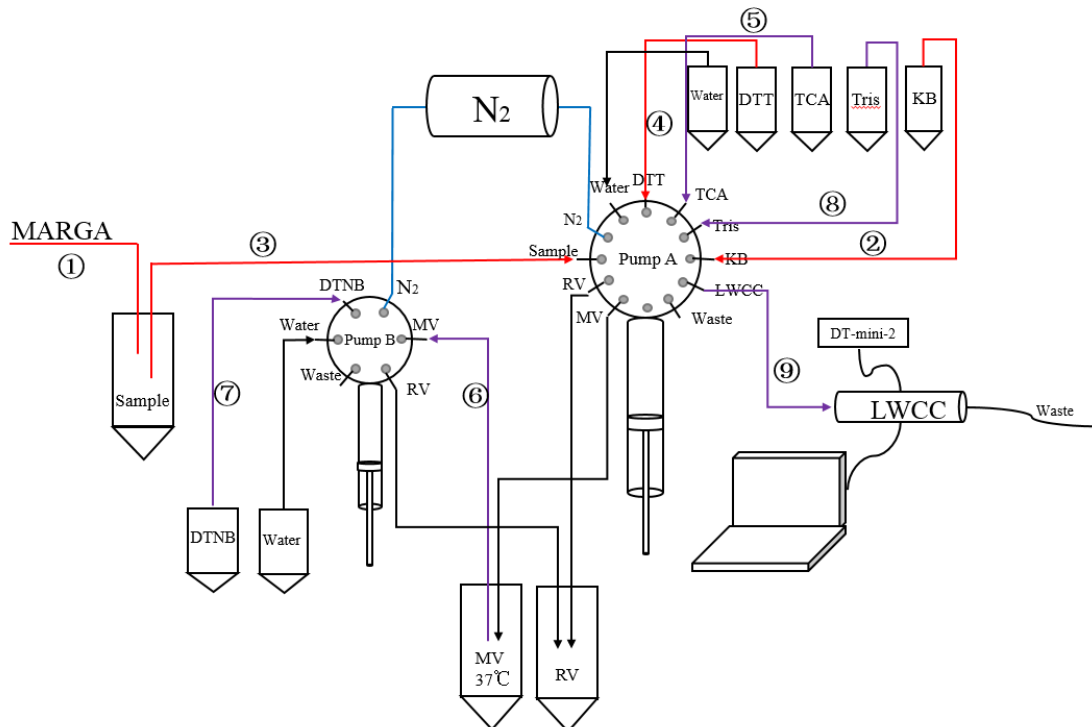 ⑤
Water
DTT
TCA
Tris
KB
N2
④
DTT
Water
TCA
⑧
Tris
N2
MARGA
①
③
Sample
Pump A
②
KB
DTNB
N2
RV
LWCC
MV
Waste
Water
Pump B
MV
DT-mini-2
Waste
RV
⑦
⑥
⑨
Sample
LWCC
Waste
DTNB
Water
MV
37℃
RV